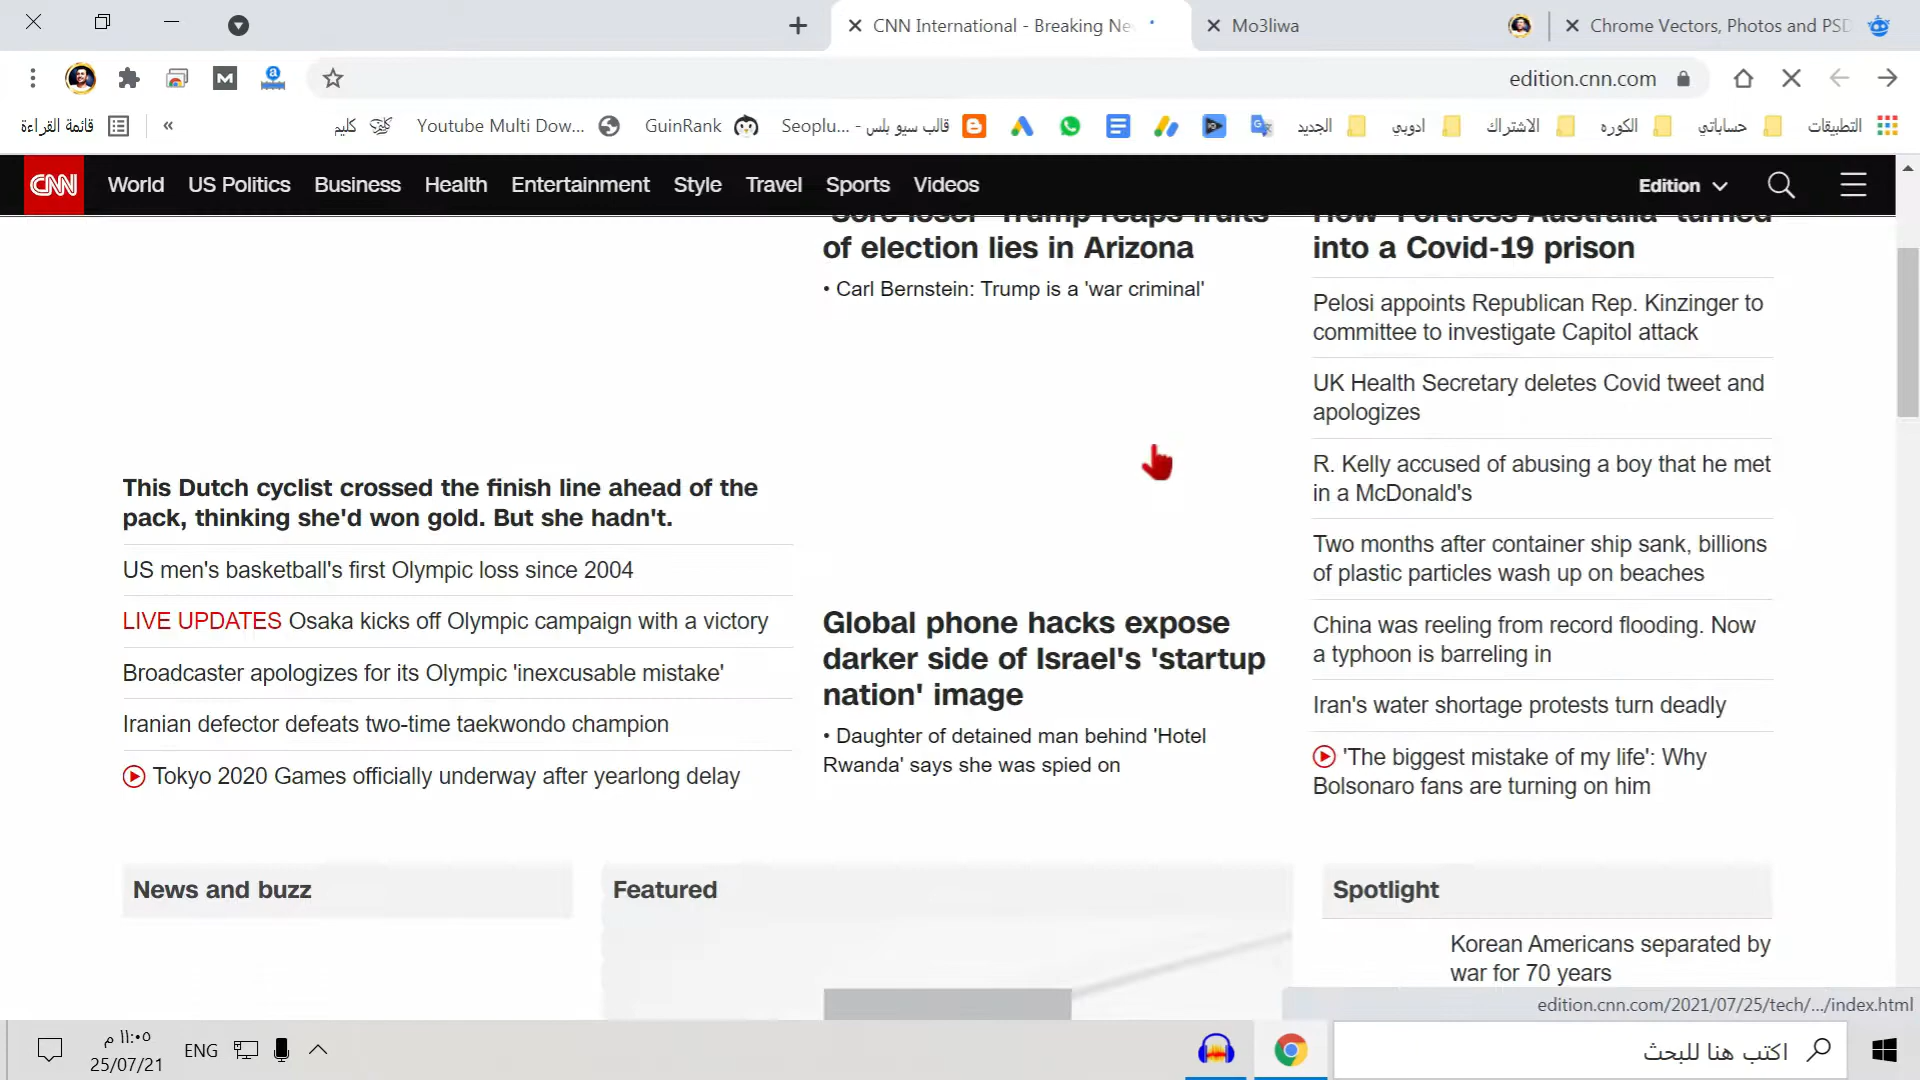 CNN International - Breaking Ne
Mo3liwa
Chrome Vectors, Photos and PSD
edition.cnn.com
التطبيقات
حساباتي
الكوره
الاشتراك
ادوبي
الجديد
قالب سيو بلس - Seoplu...
GuinRank
Youtube Multi Dow...
كليم
»
قائمة القراءة
CNN World US Politics Business Health Entertainment Style Travel Sports Videos
Edition
This Dutch cyclist crossed the finish line ahead of the
pack, thinking she'd won gold. But she hadn't.
US men's basketball's first Olympic loss since 2004
LIVE UPDATES Osaka kicks off Olympic campaign with a victory
Broadcaster apologizes for its Olympic 'inexcusable mistake'
Iranian defector defeats two-time taekwondo champion
Tokyo 2020 Games officially underway after yearlong delay
'Sore loser' Trump reaps fruits
of election lies in Arizona
• Carl Bernstein: Trump is a 'war criminal'
Global phone hacks expose
darker side of Israel's 'startup
nation' image
• Daughter of detained man behind 'Hotel
Rwanda' says she was spied on
How 'Fortress Australia' turned
into a Covid-19 prison
Pelosi appoints Republican Rep. Kinzinger to
committee to investigate Capitol attack
UK Health Secretary deletes Covid tweet and
apologizes
R. Kelly accused of abusing a boy that he met
in a McDonald's
Two months after container ship sank, billions
of plastic particles wash up on beaches
China was reeling from record flooding. Now
a typhoon is barreling in
Iran's water shortage protests turn deadly
'The biggest mistake of my life': Why
Bolsonaro fans are turning on him
News and buzz
Featured
Spotlight
Korean Americans separated by
war for 70 years
edition.cnn.com/2021/07/25/tech/.../index.html
١١:٠٥ م
25/07/21
ENG
اكتب هنا للبحث